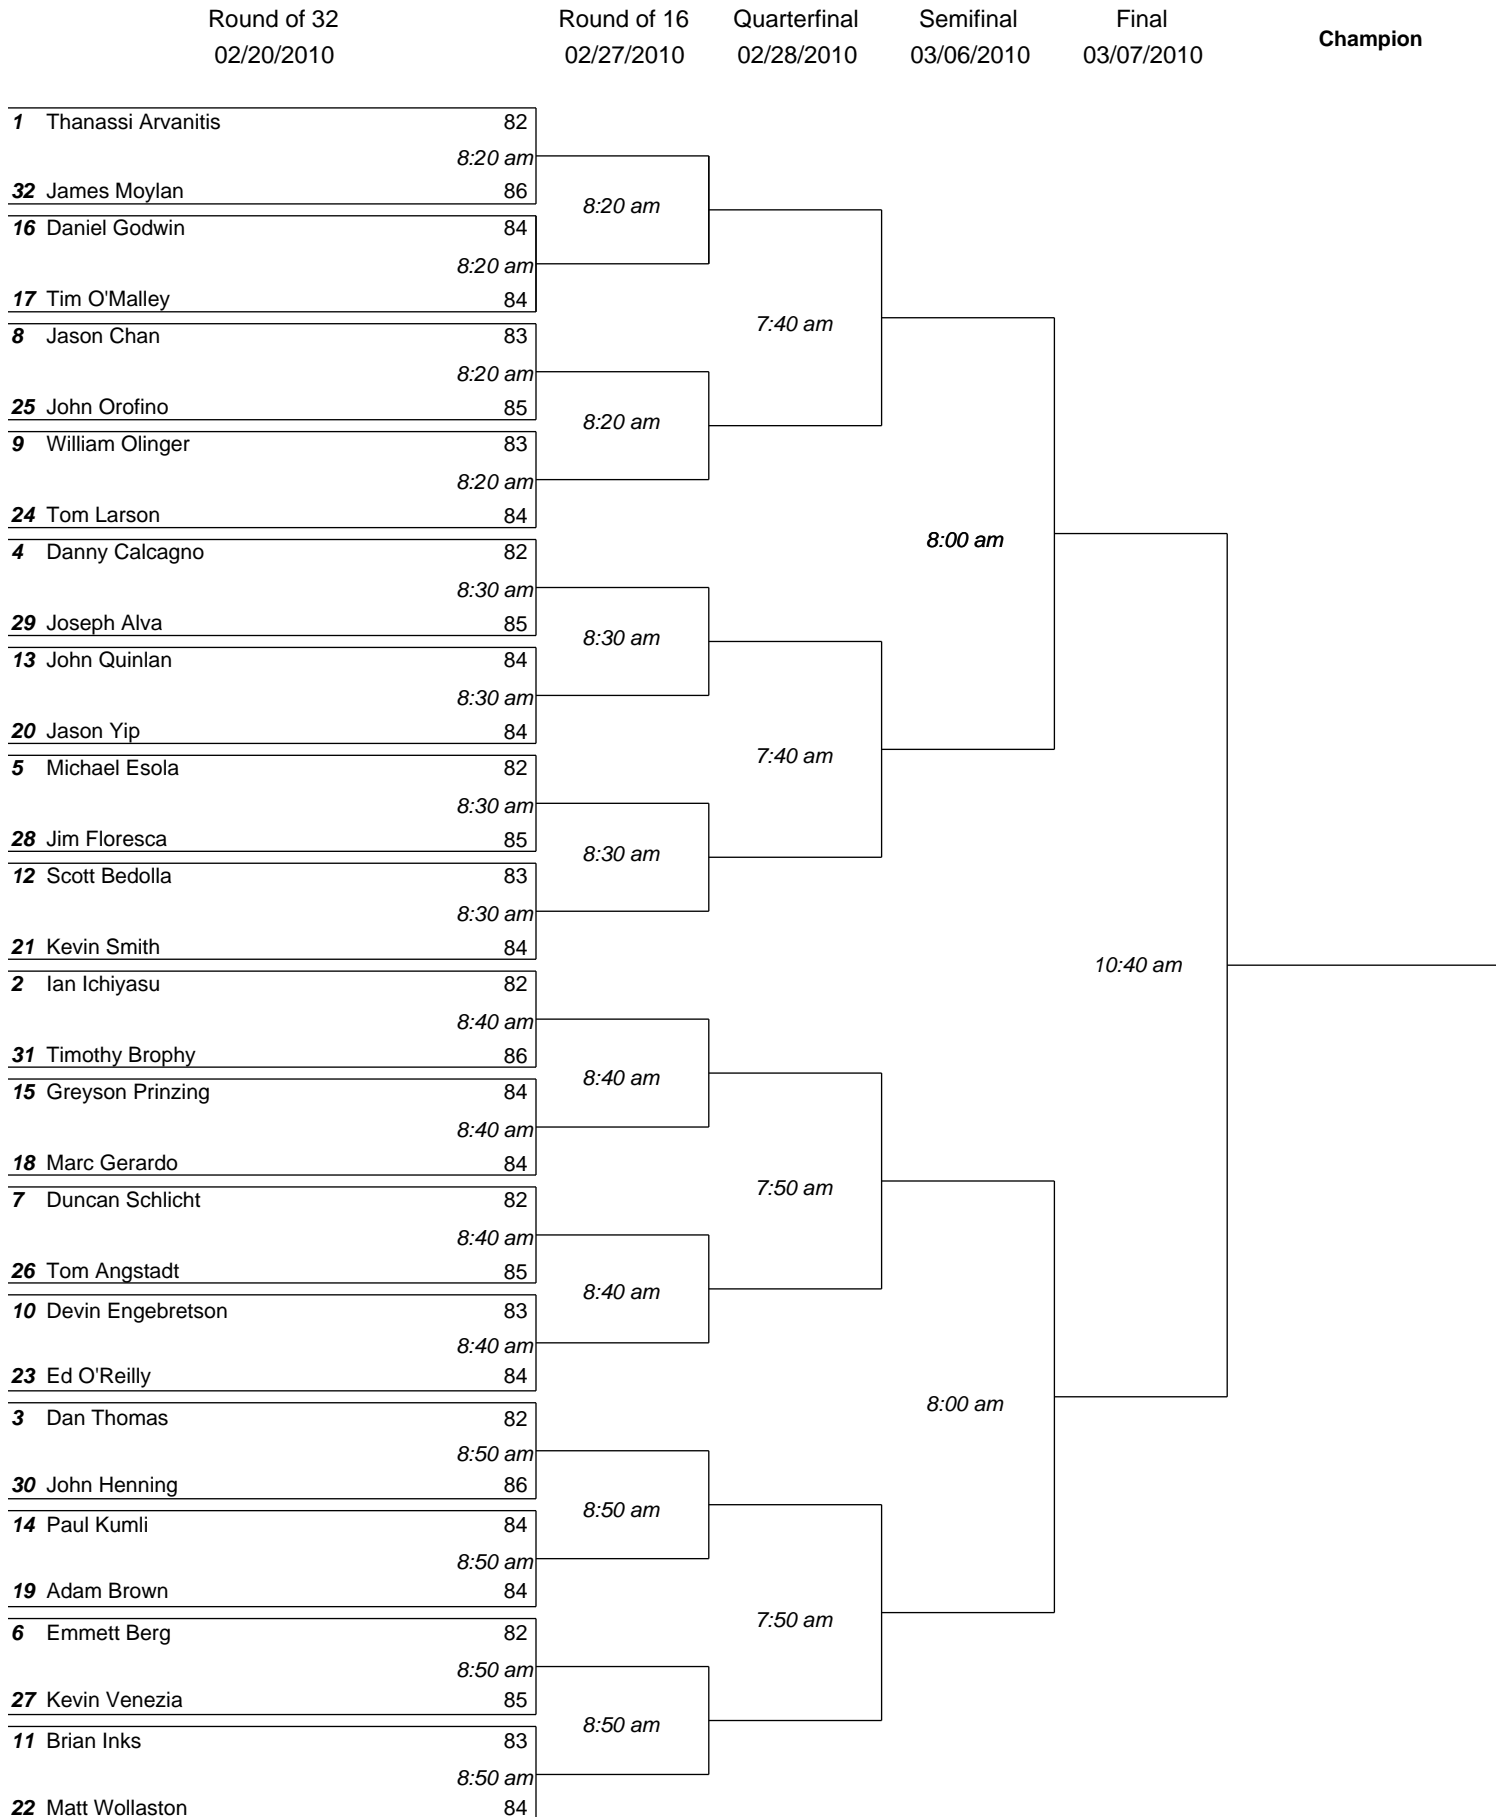 Round of 32 Round of 16 Quarterfinal Semifinal Final
Champion
02/20/2010 02/27/2010 02/28/2010 03/06/2010 03/07/2010
1 Thanassi Arvanitis 82
8:20 am
32 James Moylan 86
8:20 am
16 Daniel Godwin 84
8:20 am
17 Tim O'Malley 84
7:40 am
8 Jason Chan 83
8:20 am
25 John Orofino 85
8:20 am
9 William Olinger 83
8:20 am
24 Tom Larson 84
8:00 am
4 Danny Calcagno 82
8:30 am
29 Joseph Alva 85
8:30 am
13 John Quinlan 84
8:30 am
20 Jason Yip 84
7:40 am
5 Michael Esola 82
8:30 am
28 Jim Floresca 85
8:30 am
12 Scott Bedolla 83
8:30 am
21 Kevin Smith 84
10:40 am
2 Ian Ichiyasu 82
8:40 am
31 Timothy Brophy 86
8:40 am
15 Greyson Prinzing 84
8:40 am
18 Marc Gerardo 84
7:50 am
7 Duncan Schlicht 82
8:40 am
26 Tom Angstadt 85
8:40 am
10 Devin Engebretson 83
8:40 am
23 Ed O'Reilly 84
8:00 am
3 Dan Thomas 82
8:50 am
30 John Henning 86
8:50 am
14 Paul Kumli 84
8:50 am
19 Adam Brown 84
7:50 am
6 Emmett Berg 82
8:50 am
27 Kevin Venezia 85
8:50 am
11 Brian Inks 83
8:50 am
22 Matt Wollaston 84